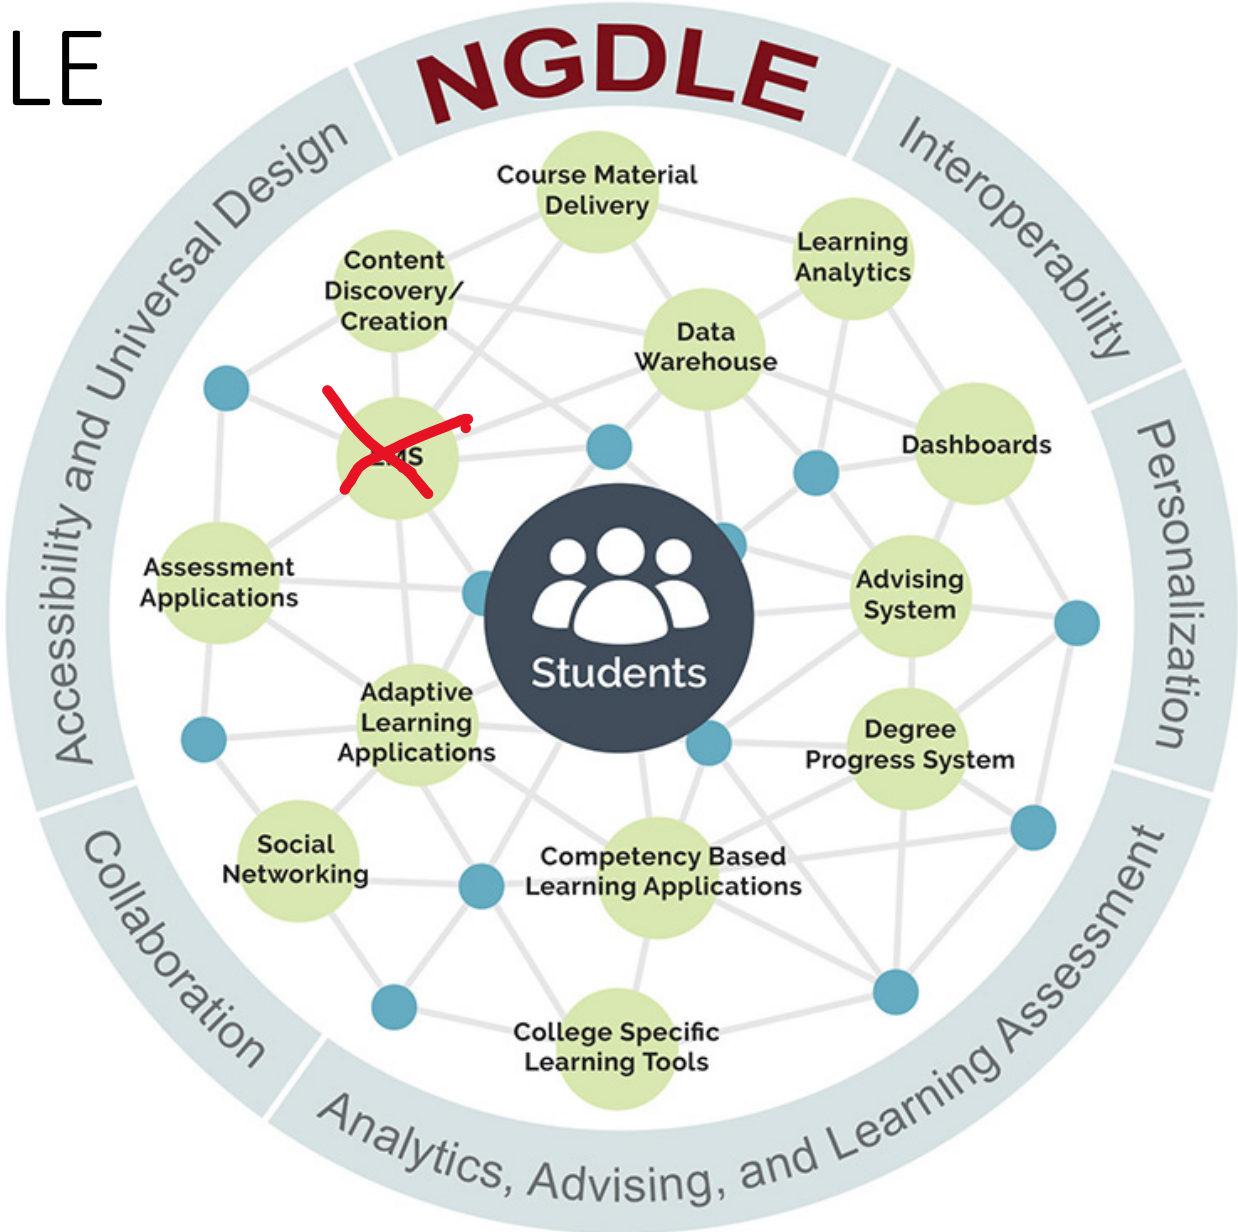 LE
NGDLE
Interoperability
Personalization
Analytics, Advising, and Learning Assessment
Collaboration
Accessibility and Universal Design
Course Material
Delivery
Learning
Analytics
Content
Discovery/
Creation
Data
Warehouse
Dashboards
Assessment
Applications
Advising
System
Students
Adaptive
Learning
Applications
Degree
Progress System
Social
Networking
Competency Based
Learning Applications
College Specific
Learning Tools